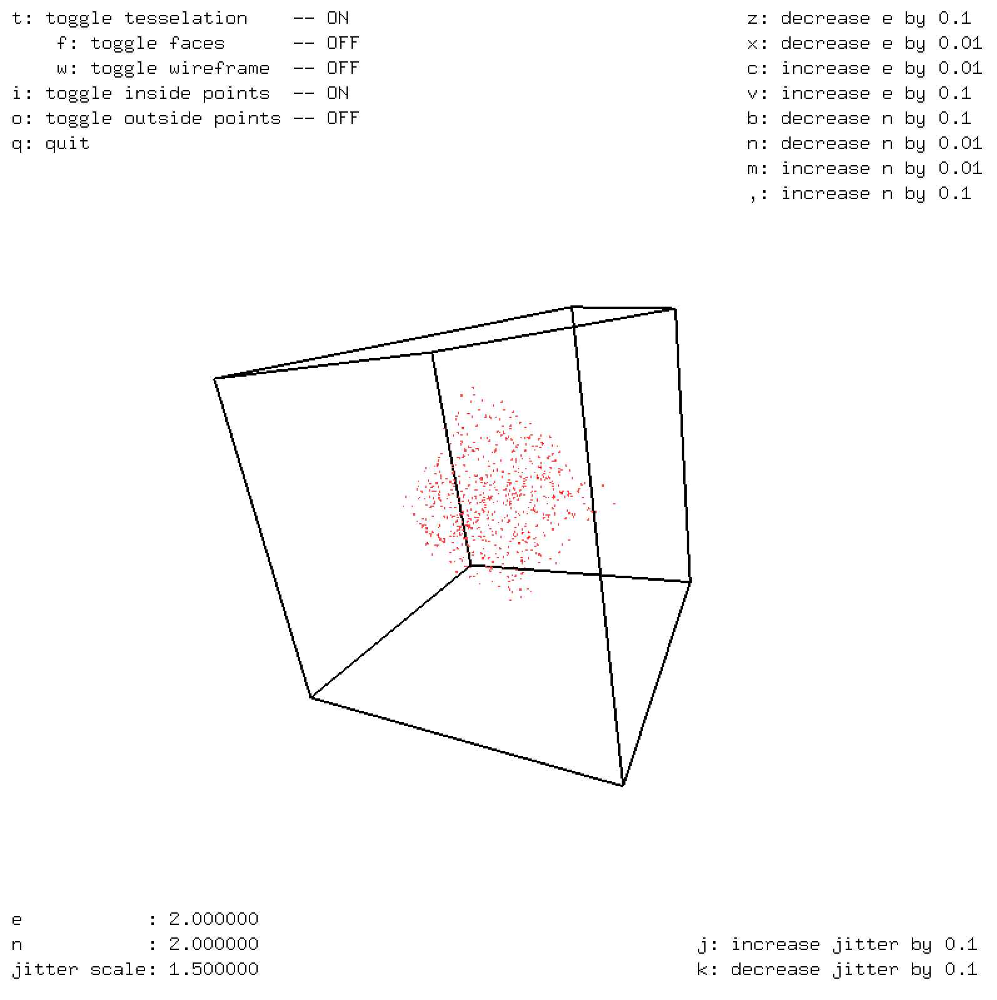 t: toggle tesselation    -- ON
    f: toggle faces      -- OFF
    w: toggle wireframe  -- OFF
i: toggle inside points  -- ON
o: toggle outside points -- OFF
q: quit
z: decrease e by 0.1
x: decrease e by 0.01
c: increase e by 0.01
v: increase e by 0.1
b: decrease n by 0.1
n: decrease n by 0.01
m: increase n by 0.01
,: increase n by 0.1
e           : 2.000000
n           : 2.000000
jitter scale: 1.500000
j: increase jitter by 0.1
k: decrease jitter by 0.1